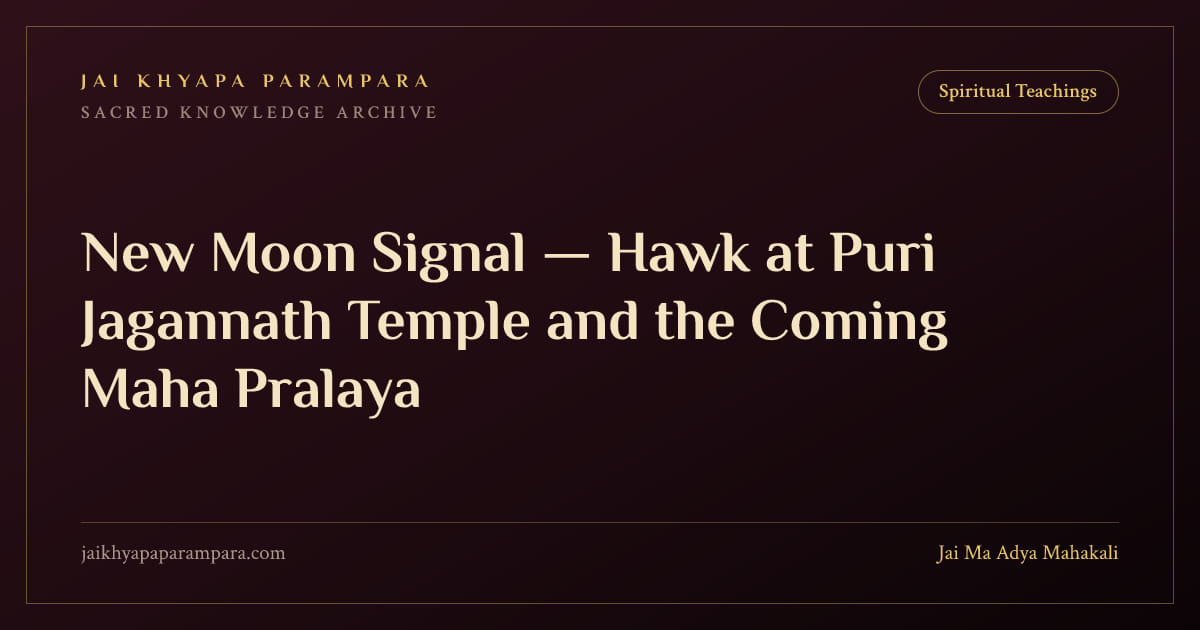 JAI KHYAPA PARAMPARA
SACRED KNOWLEDGE ARCHIVE
Spiritual Teachings
New Moon Signal — Hawk at Puri
Jagannath Temple and the Coming
Maha Pralaya
jaikhyapaparampara.com
Jai Ma Adya Mahakali